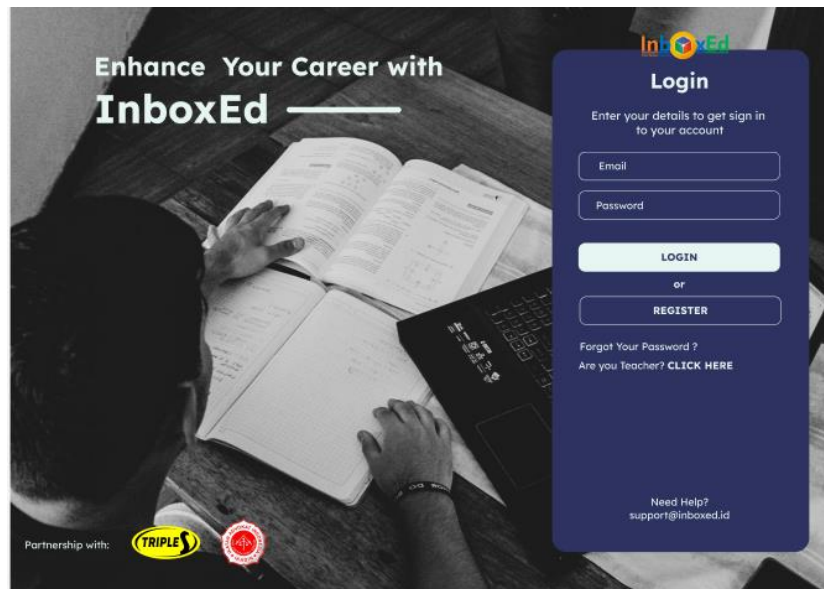 Enhance Your Career with
InboxEd
InboxEd
Login
Enter your details to get sign in
to your account
Email
Password
LOGIN
or
REGISTER
Forgot Your Password ?
Are you Teacher? CLICK HERE
Need Help?
support@inboxed.id
Partnership with:
TRIPLE S